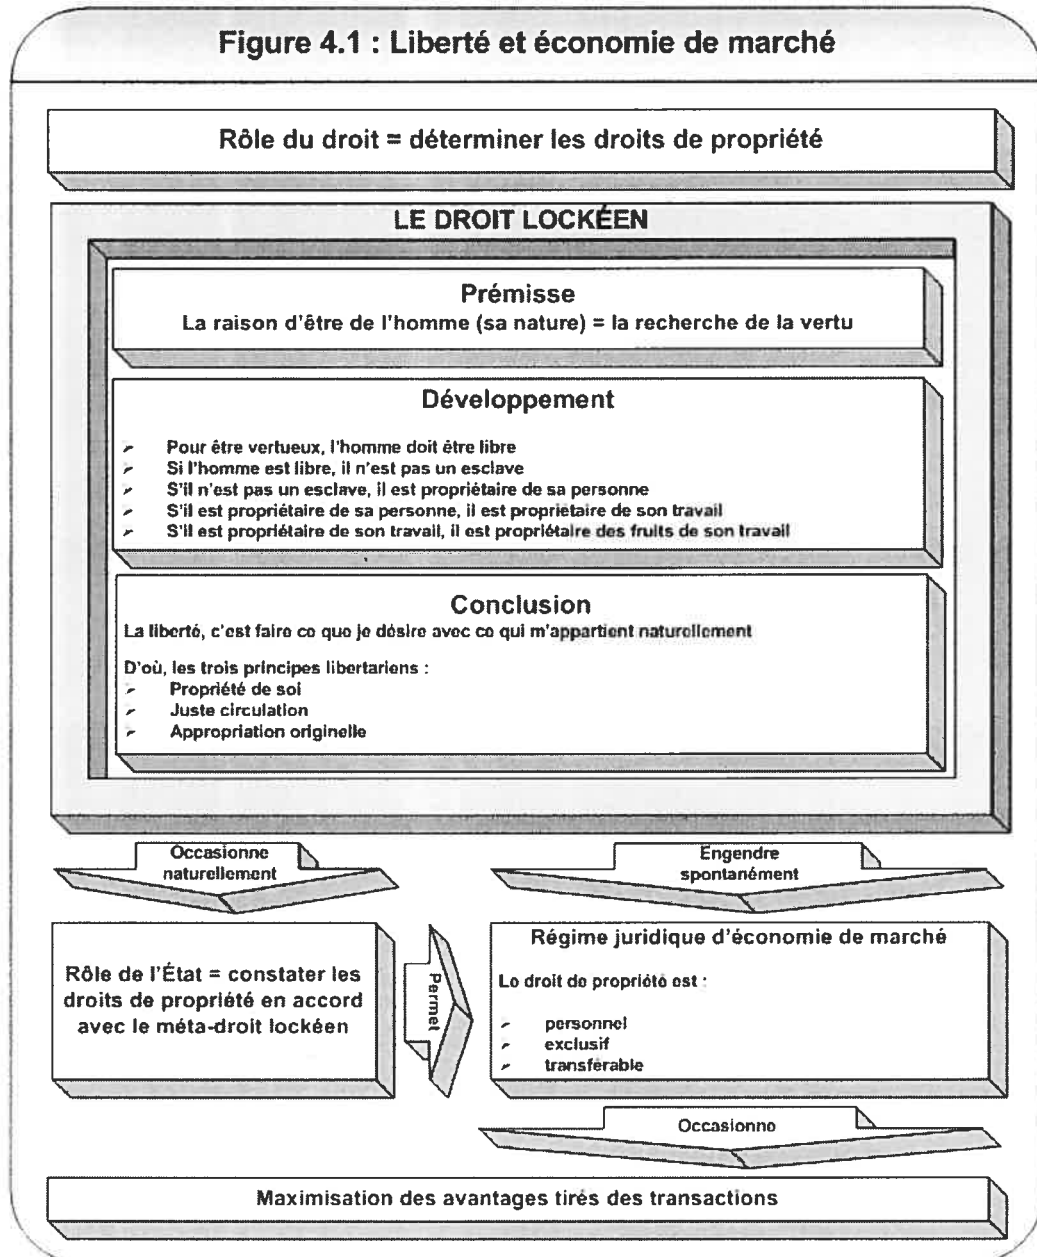 Figure 4.1 : Liberté et économie de marché
Rôle du droit = déterminer les droits de propriété
LE DROIT LOCKÉEN
Prémisse
La raison d'être de l'homme (sa nature) = la recherche de la vertu
Développement
➢ Pour être vertueux, l'homme doit être libre
➢ Si l'homme est libre, il n'est pas un esclave
➢ S'il n'est pas un esclave, il est propriétaire de sa personne
➢ S'il est propriétaire de sa personne, il est propriétaire de son travail
➢ S'il est propriétaire de son travail, il est propriétaire des fruits de son travail
Conclusion
La liberté, c'est faire ce que je désire avec ce qui m'appartient naturellement
D'où, les trois principes libertariens :
➢ Propriété de soi
➢ Juste circulation
➢ Appropriation originelle
Occasionne
naturellement
Engendre
spontanément
Rôle de l'État = constater les
droits de propriété en accord
avec le méta-droit lockéen
Permet
Régime juridique d'économie de marché
Le droit de propriété est :
➢ personnel
➢ exclusif
➢ transférable
Occasionne
Maximisation des avantages tirés des transactions